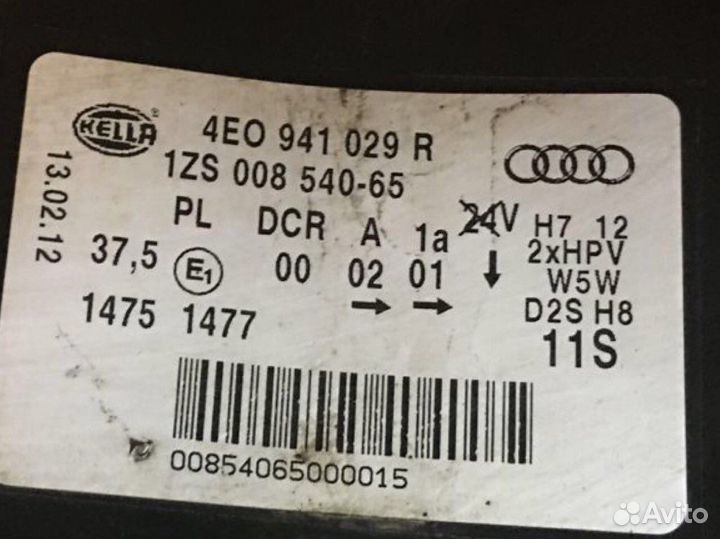 HELLA ®
4E0 941 029 R
1ZS 008 540-65
13.02.12
PL DCR A 1a 24V H7 12
37,5 E1 00 02 01 2xHPV
W5W
1475 1477 D2S H8
11S
00854065000015
Avito